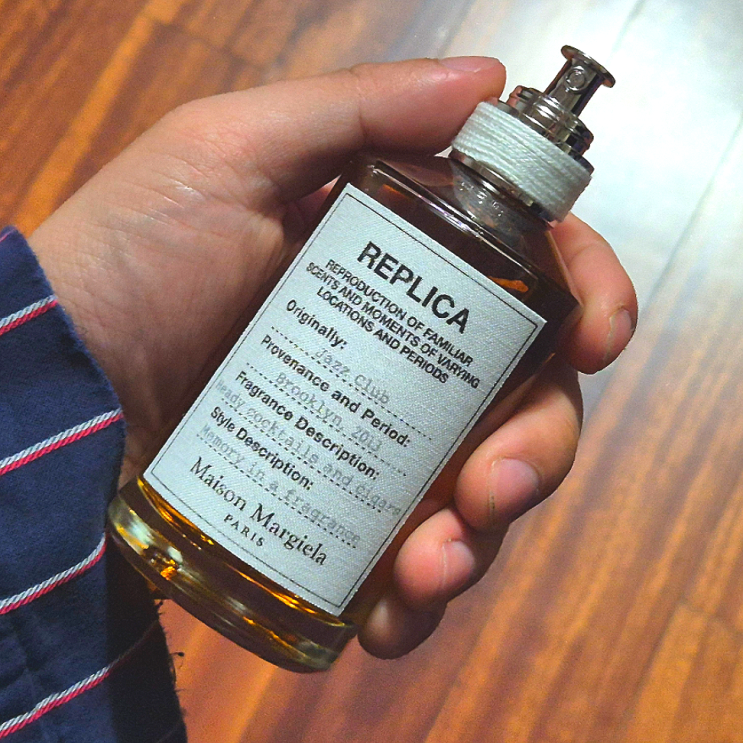 REPLICA
REPRODUCTION OF FAMILIAR
SCENTS AND MOMENTS OF VARYING
LOCATIONS AND PERIODS
Originally:
Jazz Club
Provenance and Period:
Brooklyn, 2013
Fragrance Description:
Heady cocktails and cigars
Style Description:
Memory in a fragrance
Maison Margiela
PARIS